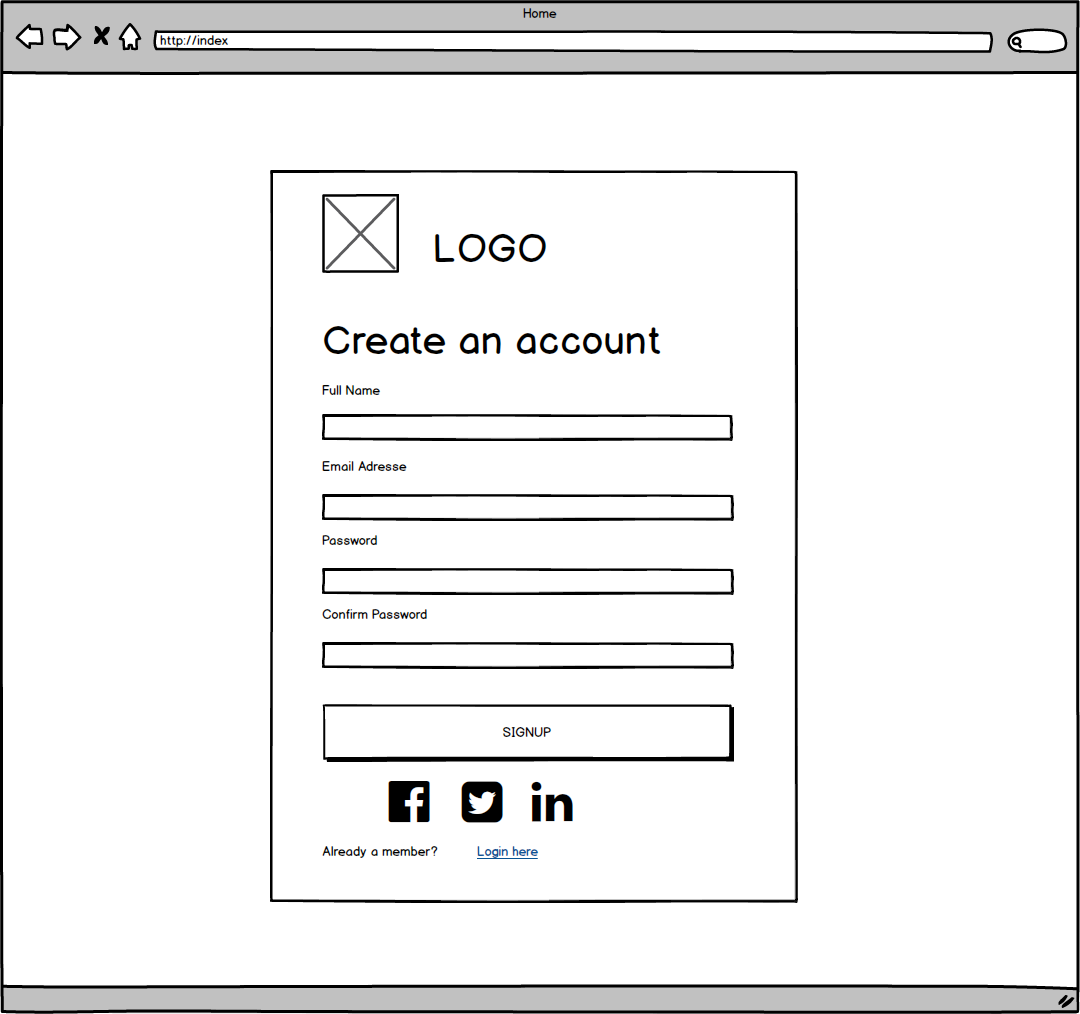 Home
http://index
LOGO
Create an account
Full Name
Email Adresse
Password
Confirm Password
SIGNUP
f in
Already a member? Login here